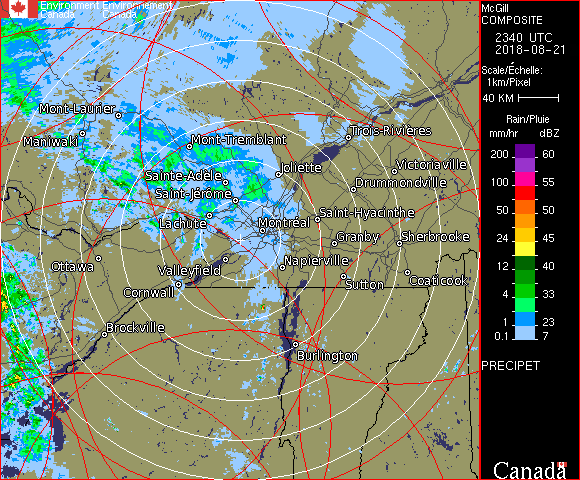 Environment Environnement
Canada Canada
McGill
COMPOSITE
2340 UTC
2018-08-21
Scale/Échelle:
1km/Pixel
40 KM
Rain/Pluie
mm/hr dBZ
200 60
100 55
50 50
24 45
12 40
4 33
1 23
0.1 7
PRECIPET
Canada
Mont-Laurier
Maniwaki
Mont-Tremblant
Trois-Rivières
Joliette
Victoriaville
Sainte-Adèle
Drummondville
Saint-Jérôme
Saint-Hyacinthe
Lachute
Montréal
Granby
Sherbrooke
Ottawa
Valleyfield
Napierville
Cornwall
Sutton
Coaticook
Brockville
Burlington